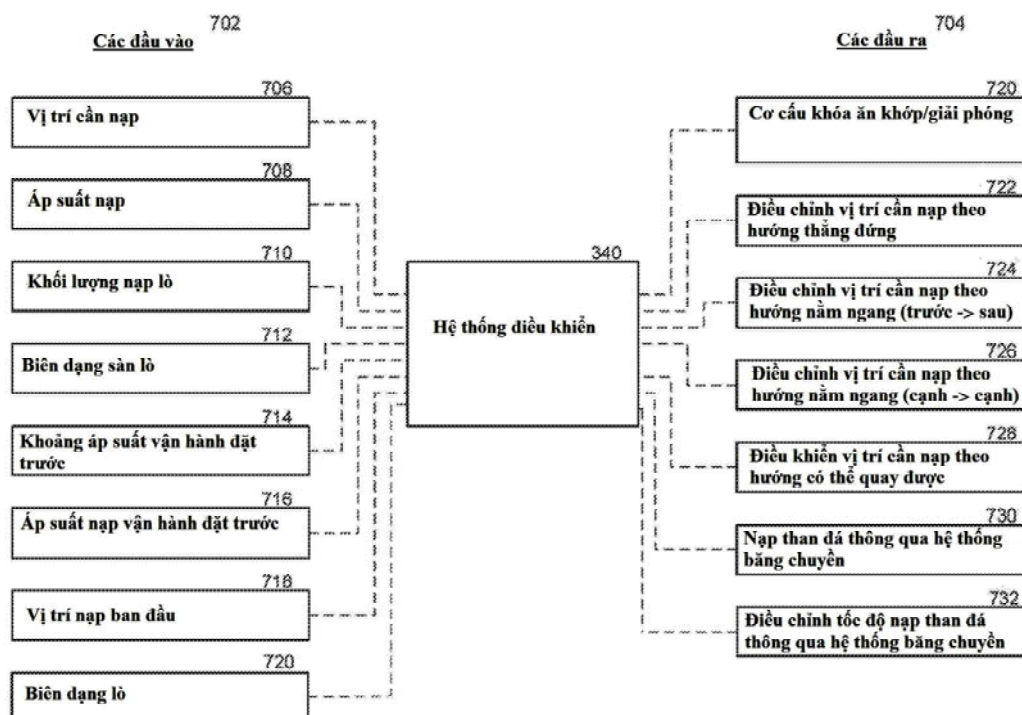 702
Các đầu vào
706
Vị trí cần nạp
708
Áp suất nạp
710
Khối lượng nạp lò
712
Biên dạng sàn lò
714
Khoảng áp suất vận hành đặt
trước
716
Áp suất nạp vận hành đặt trước
718
Vị trí nạp ban đầu
720
Biên dạng lò
340
Hệ thống điều khiển
704
Các đầu ra
720
Cơ cấu khóa ăn khớp/giải phóng
722
Điều chỉnh vị trí cần nạp theo
hướng thẳng đứng
724
Điều chỉnh vị trí cần nạp theo
hướng nằm ngang (trước -> sau)
726
Điều chỉnh vị trí cần nạp theo
hướng nằm ngang (cạnh -> cạnh)
728
Điều khiển vị trí cần nạp theo
hướng có thể quay được
730
Nạp than đá thông qua hệ thống
băng chuyền
732
Điều chỉnh tốc độ nạp than đá
thông qua hệ thống băng chuyền